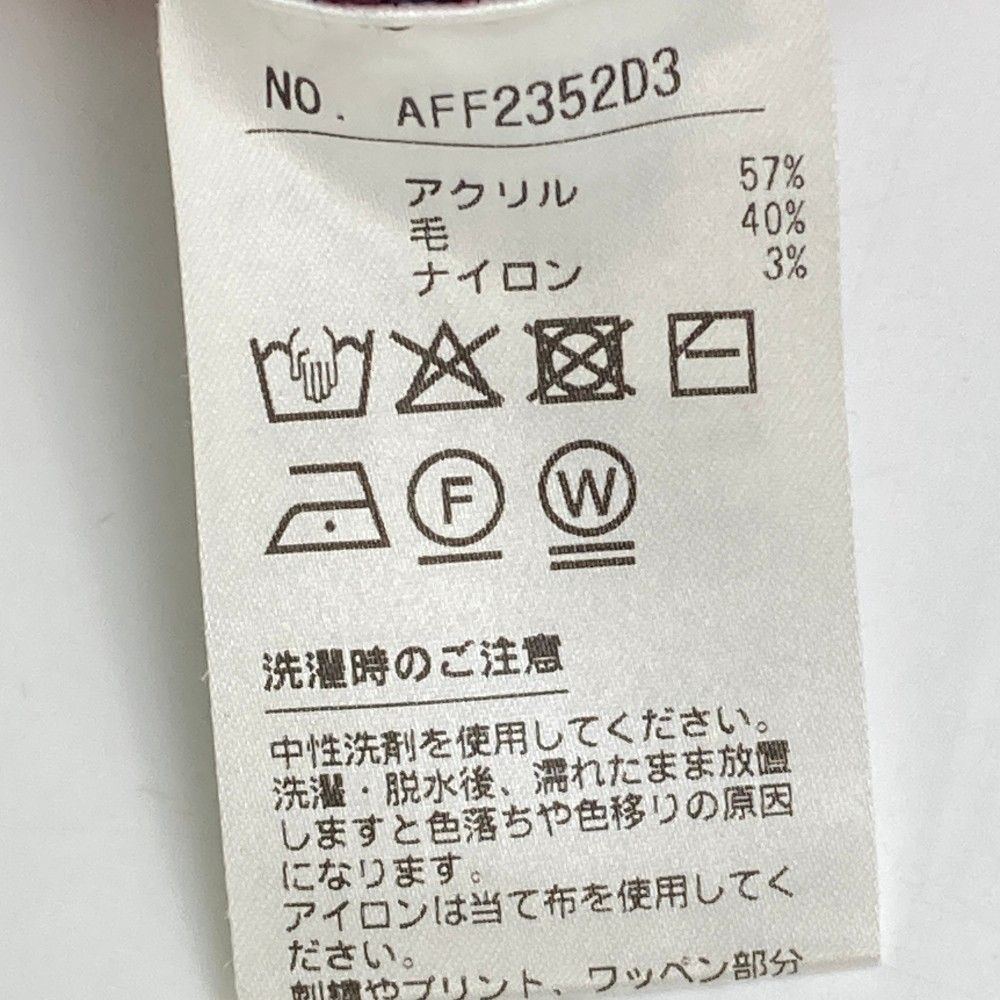 NO. AFF2352D3
アクリル 57%
毛 40%
ナイロン 3%
F W
洗濯時のご注意
中性洗剤を使用してください。
洗濯・脱水後、濡れたまま放置
しますと色落ちや色移りの原因
になります。
アイロンは当て布を使用してく
ださい。
刺繍やプリント、ワッペン部分